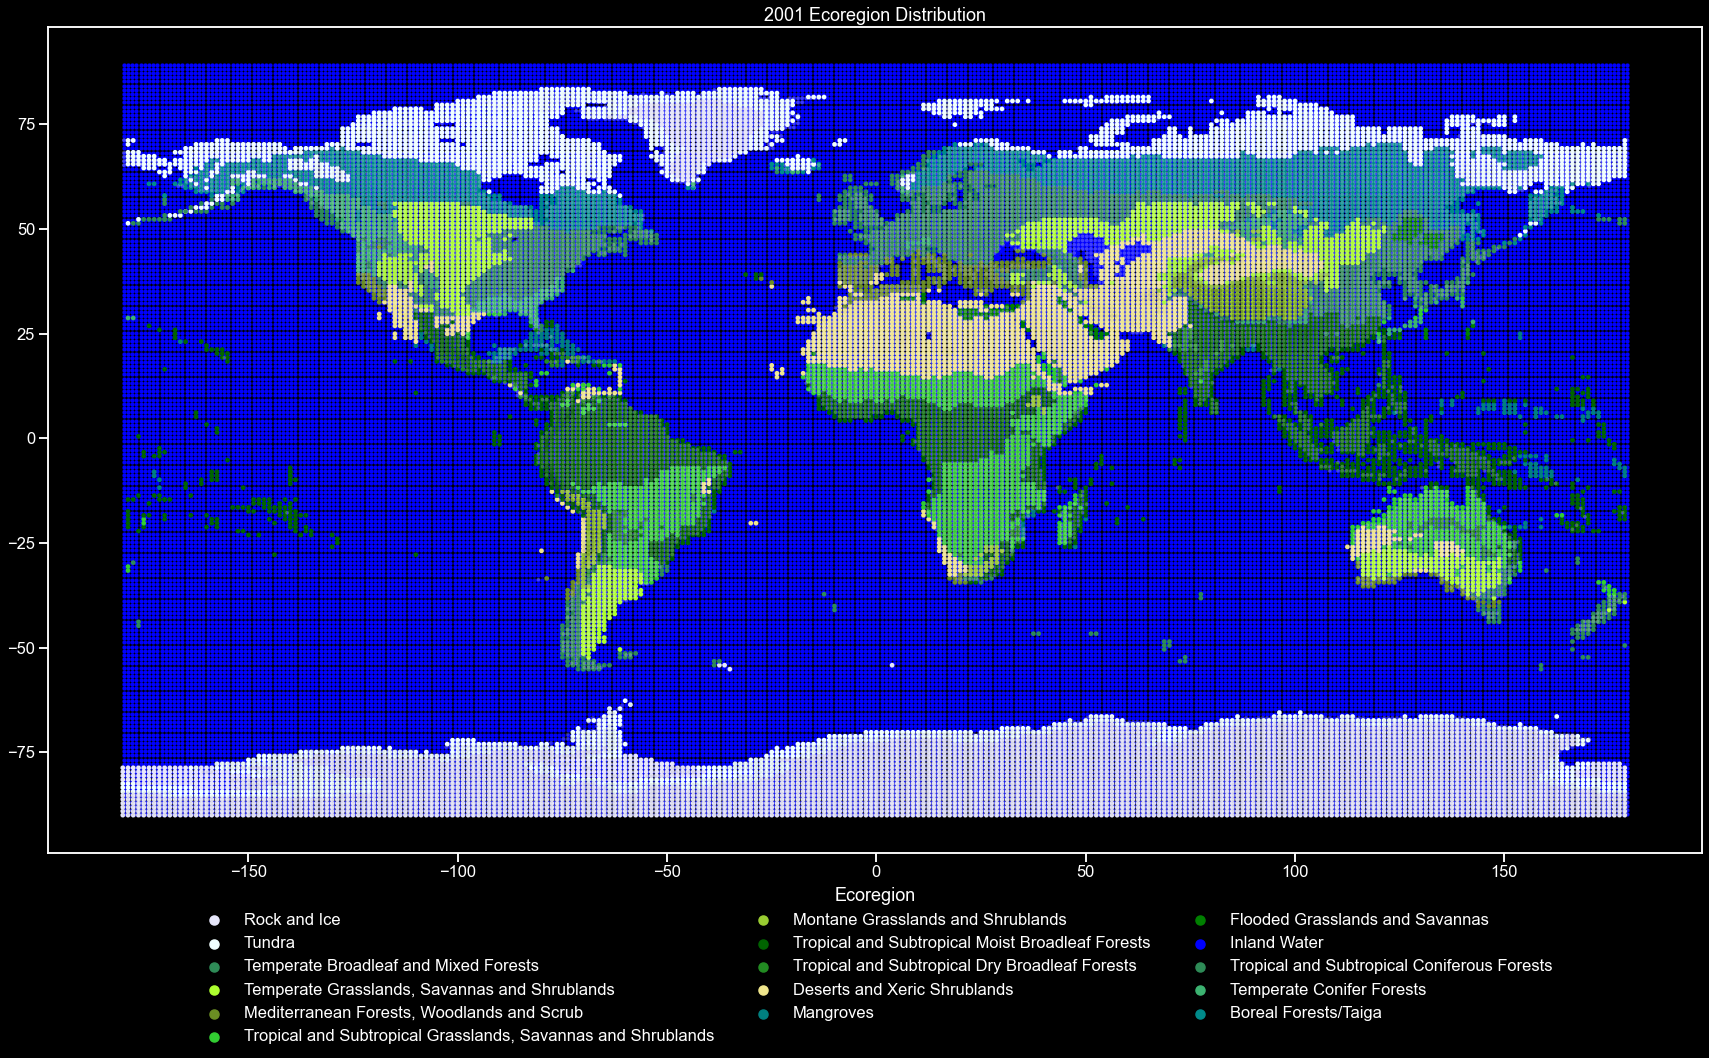 2001 Ecoregion Distribution
75
50
25
0
−25
−50
−75
−150
−100
−50
0
50
100
150
Ecoregion
Rock and Ice
Tundra
Temperate Broadleaf and Mixed Forests
Temperate Grasslands, Savannas and Shrublands
Mediterranean Forests, Woodlands and Scrub
Tropical and Subtropical Grasslands, Savannas and Shrublands
Montane Grasslands and Shrublands
Tropical and Subtropical Moist Broadleaf Forests
Tropical and Subtropical Dry Broadleaf Forests
Deserts and Xeric Shrublands
Mangroves
Flooded Grasslands and Savannas
Inland Water
Tropical and Subtropical Coniferous Forests
Temperate Conifer Forests
Boreal Forests/Taiga